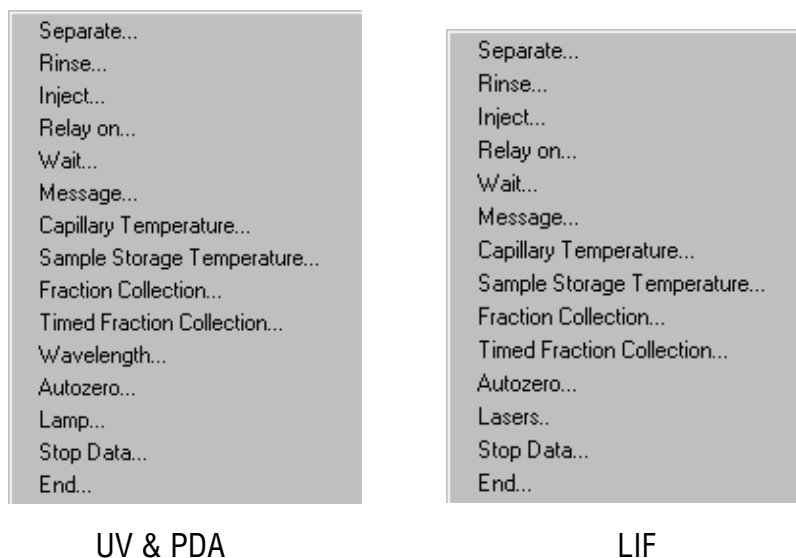 Separate...
Rinse...
Inject...
Relay on...
Wait...
Message...
Capillary Temperature...
Sample Storage Temperature...
Fraction Collection...
Timed Fraction Collection...
Wavelength...
Autozero...
Lamp...
Stop Data...
End...
UV & PDA
Separate...
Rinse...
Inject...
Relay on...
Wait...
Message...
Capillary Temperature...
Sample Storage Temperature...
Fraction Collection...
Timed Fraction Collection...
Autozero...
Lasers..
Stop Data...
End...
LIF